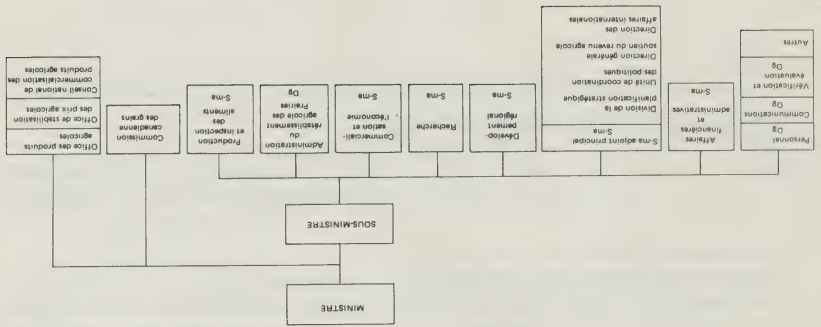 MINISTRE
SOUS-MINISTRE
Personnel
Dg
Communications
Dg
Vérification et
évaluation
Dg
Autres
Affaires
financières
et
administratives
S-ma
S-ma adjoint principal
S-ma
Division de la
planification stratégique
Unité de coordination
des politiques
Direction générale
soutien du revenu agricole
Direction des
affaires internationales
Dévelop-
pement
régional
S-ma
Recherche
S-ma
Commerciali-
sation et
l'économie
S-ma
Administration
du
rétablissement
agricole des
Prairies
Dg
Production
et inspection
des
aliments
S-ma
Commission
canadienne
des grains
Office des produits
agricoles
Office de stabilisation
des prix agricoles
Conseil national de
commercialisation des
produits agricoles